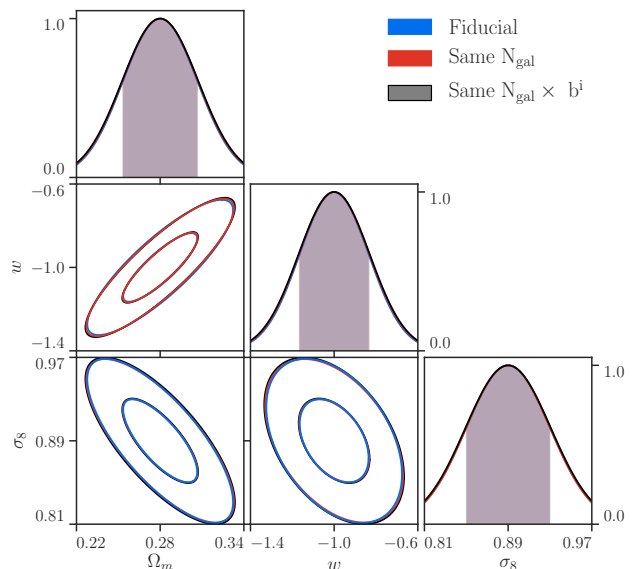 1.0
Fiducial
Same N_gal
Same N_gal × b^i
0.0
−0.6
w
−1.0
−1.4
1.0
0.0
0.97
σ_8
0.89
0.81
1.0
0.0
0.22 0.28 0.34
Ω_m
−1.4 −1.0 −0.6
w
0.81 0.89 0.97
σ_8